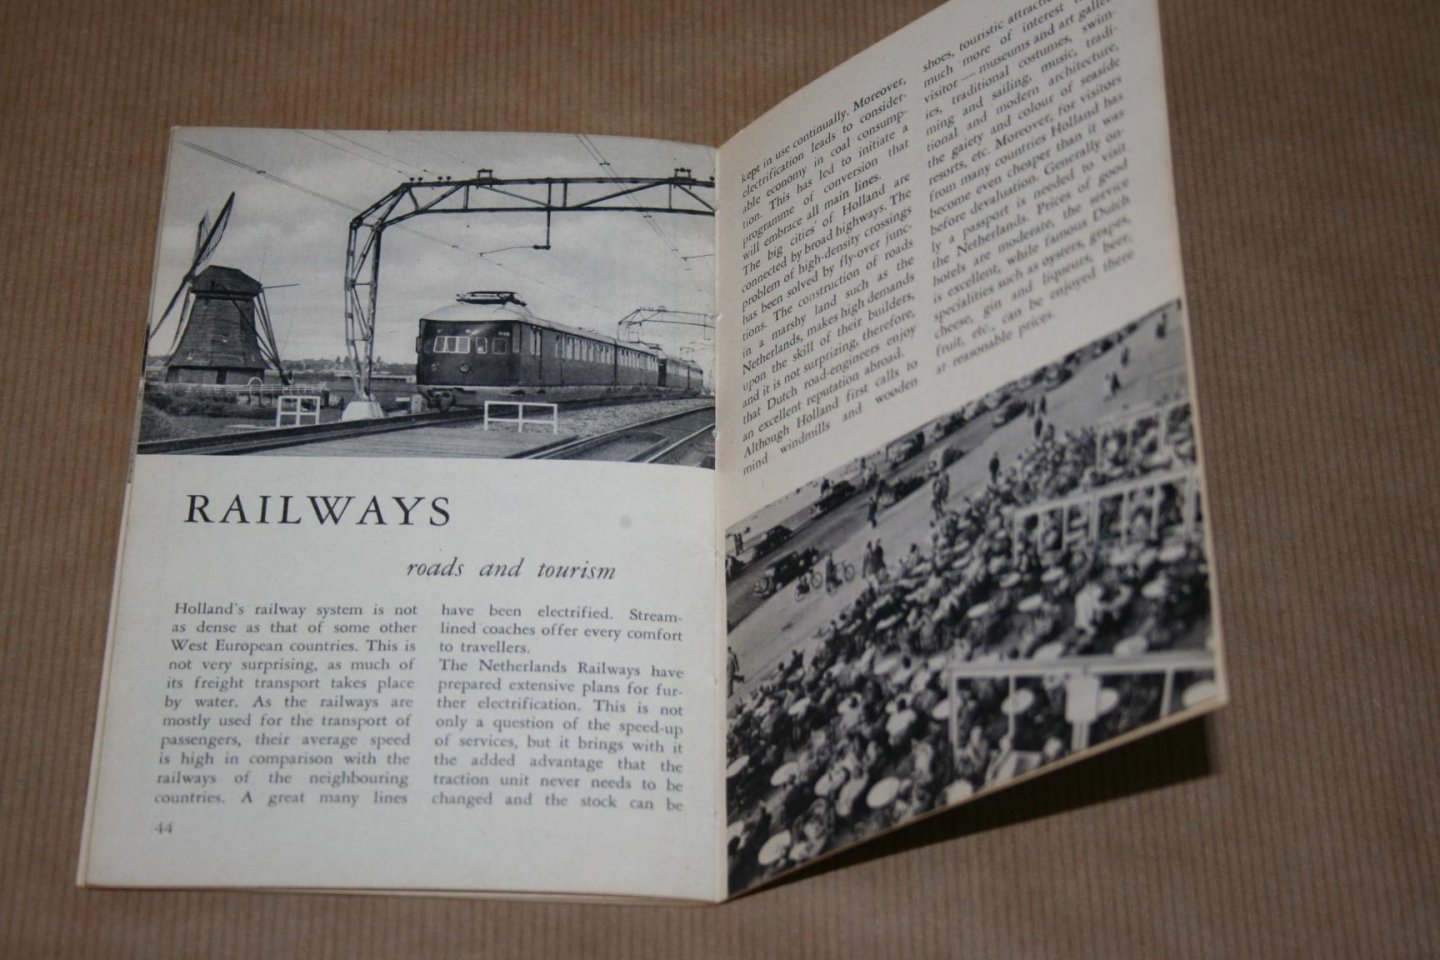 RAILWAYS
roads and tourism
Holland's railway system is not
as dense as that of some other
West European countries. This is
not very surprising, as much of
its freight transport takes place
by water. As the railways are
mostly used for the transport of
passengers, their average speed
is high in comparison with the
railways of the neighbouring
countries. A great many lines
have been electrified. Stream-
lined coaches offer every comfort
to travellers.
The Netherlands Railways have
prepared extensive plans for fur-
ther electrification. This is not
only a question of the speed-up
of services, but it brings with it
the added advantage that the
traction unit never needs to be
changed and the stock can be
44
kept in use continually. Moreover,
electrification leads to consider-
able economy in coal consump-
tion. This has led to initiate a
programme of conversion that
will embrace all main lines.
The big cities of Holland are
connected by broad highways. The
problem of high-density crossings
has been solved by fly-over junc-
tions. The construction of roads
in a marshy land such as the
Netherlands, makes high demands
upon the skill of their builders,
and it is not surprizing, therefore,
that Dutch road-engineers enjoy
an excellent reputation abroad.
Although Holland first calls to
mind windmills and wooden
shoes, touristic
much more of interest
visitor — museums and art galler-
ies, traditional costumes, swim-
ming and sailing, music, tradi-
tional and modern architecture,
the gaiety and colour of seaside
resorts, etc. Moreover, for visitors
from many countries Holland has
become even cheaper than it was
before devaluation. Generally on-
ly a passport is needed to visit
the Netherlands. Prices of good
hotels are moderate, the service
is excellent, while famous Dutch
specialities such as oysters, grapes,
cheese, gin and liqueurs, beer,
fruit, etc., can be enjoyed there
at reasonable prices.